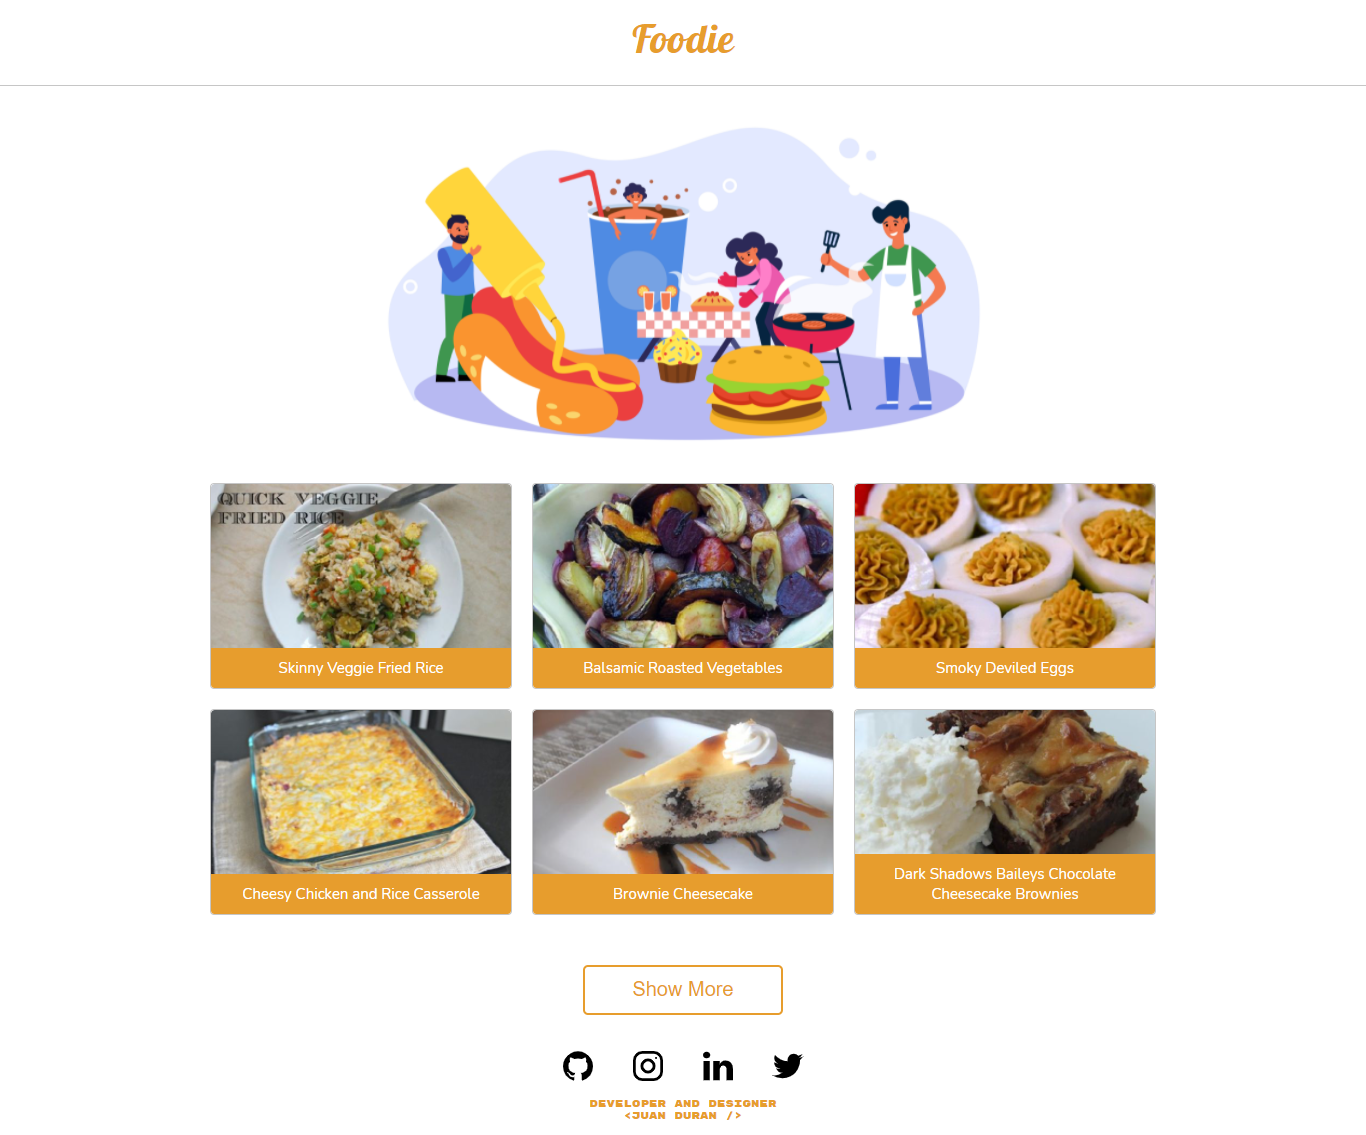 Foodie
QUICK VEGGIE
FRIED RICE
Skinny Veggie Fried Rice
Balsamic Roasted Vegetables
Smoky Deviled Eggs
Cheesy Chicken and Rice Casserole
Brownie Cheesecake
Dark Shadows Baileys Chocolate
Cheesecake Brownies
Show More
DEVELOPER AND DESIGNER
<JUAN DURAN />